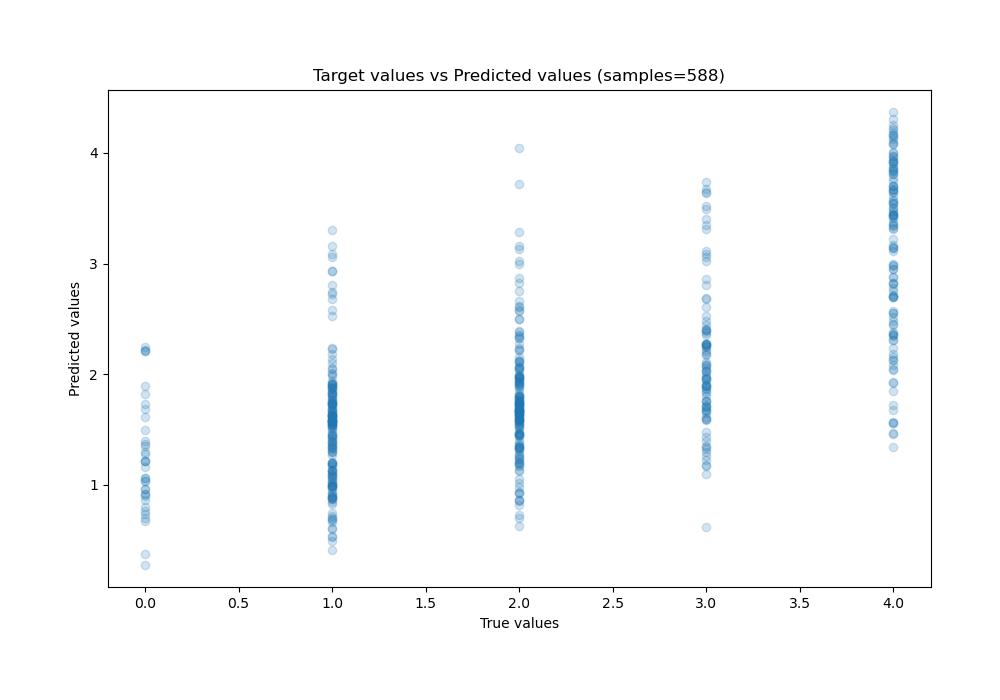 Target values vs Predicted values (samples=588)
4
3
2
1
Predicted values
0.0 0.5 1.0 1.5 2.0 2.5 3.0 3.5 4.0
True values